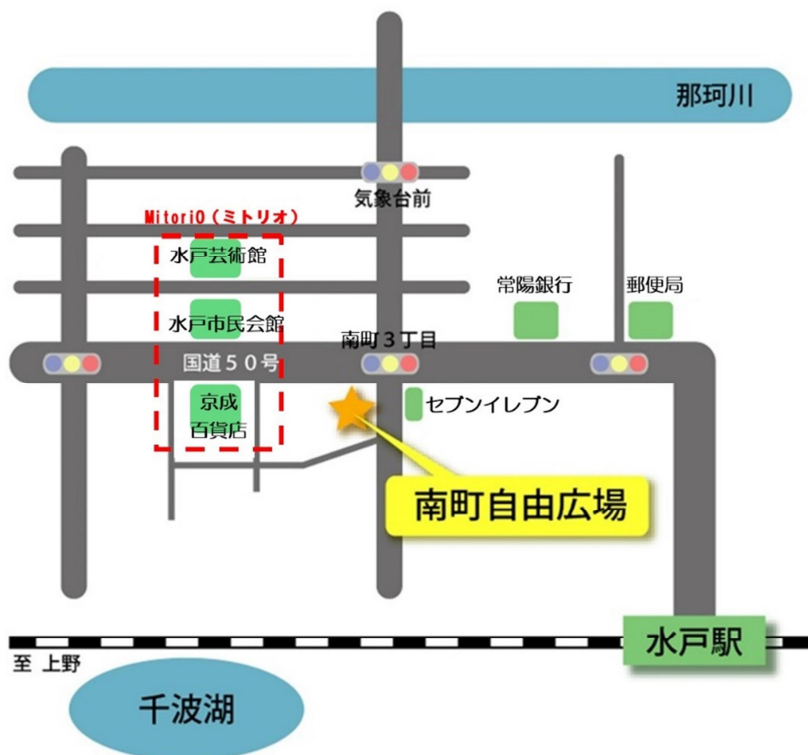 那珂川
気象台前
MitoriO（ミトリオ）
水戸芸術館
常陽銀行
郵便局
水戸市民会館
南町３丁目
国道５０号
京成
百貨店
セブンイレブン
南町自由広場
水戸駅
至 上野
千波湖